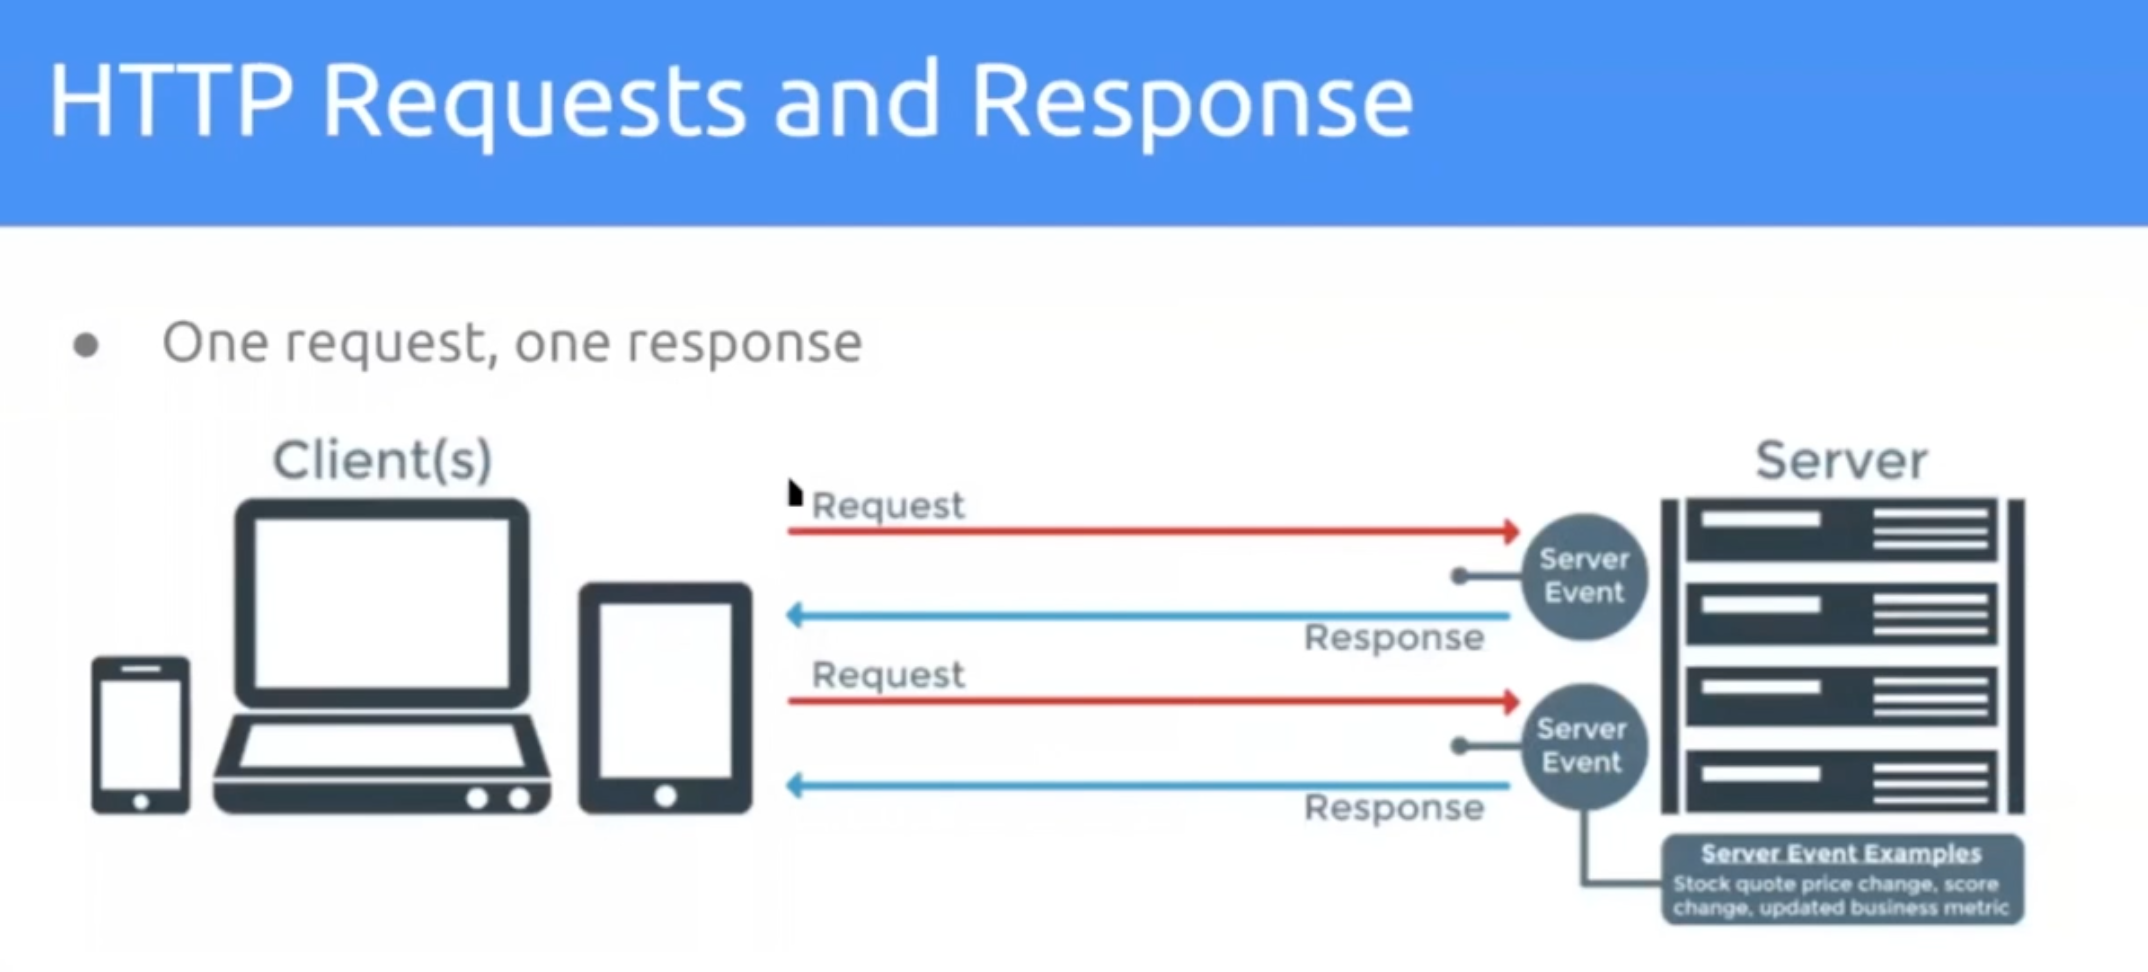 HTTP Requests and Response
● One request, one response
Client(s)
Server
Request
Server
Event
Response
Request
Server
Event
Response
Server Event Examples
Stock quote price change, score
change, updated business metric